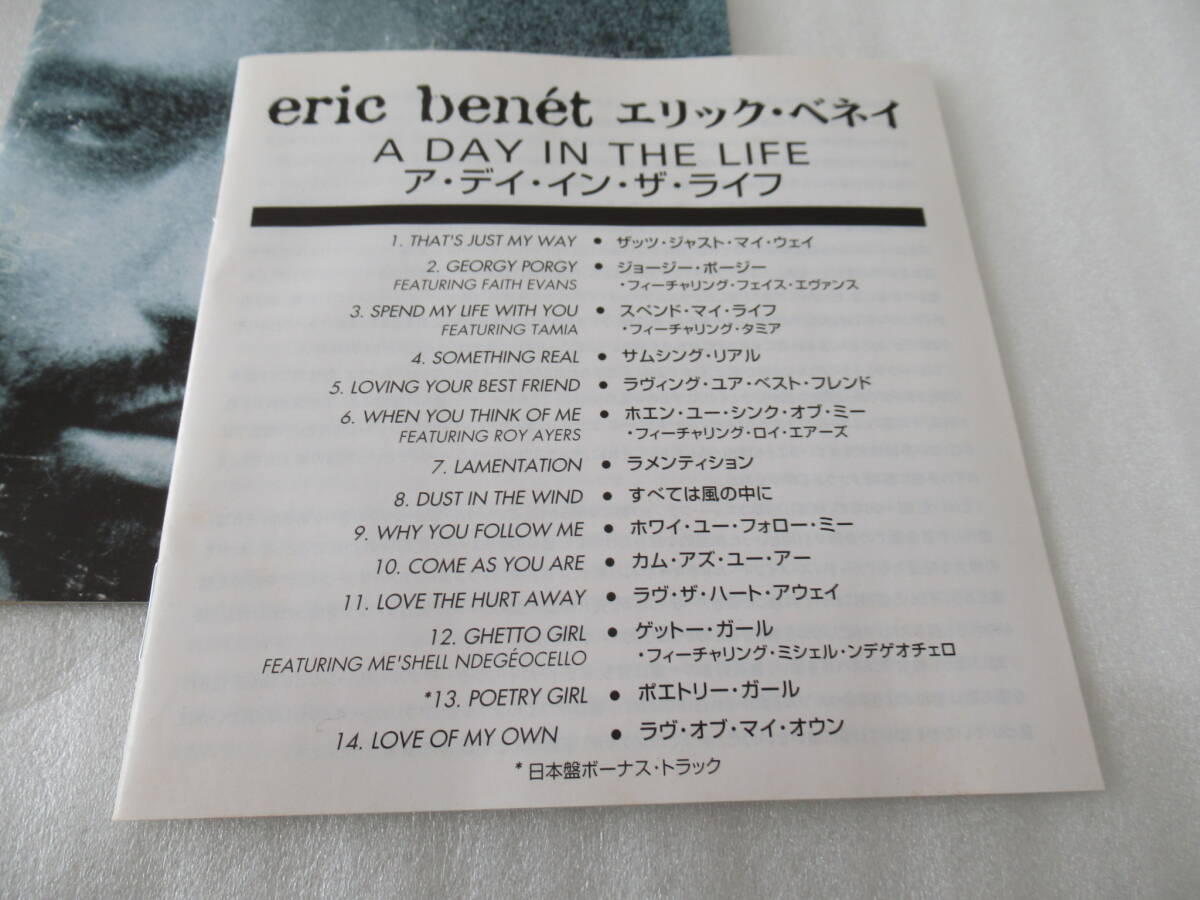 eric benét エリック・ベネイ
A DAY IN THE LIFE
ア・デイ・イン・ザ・ライフ
1. THAT'S JUST MY WAY ● ザッツ・ジャスト・マイ・ウェイ
2. GEORGY PORGY ● ジョージー・ポージー
FEATURING FAITH EVANS ・フィーチャリング・フェイス・エヴァンス
3. SPEND MY LIFE WITH YOU ● スペンド・マイ・ライフ
FEATURING TAMIA ・フィーチャリング・タミア
4. SOMETHING REAL ● サムシング・リアル
5. LOVING YOUR BEST FRIEND ● ラヴィング・ユア・ベスト・フレンド
6. WHEN YOU THINK OF ME ● ホエン・ユー・シンク・オブ・ミー
FEATURING ROY AYERS ・フィーチャリング・ロイ・エアーズ
7. LAMENTATION ● ラメンティション
8. DUST IN THE WIND ● すべては風の中に
9. WHY YOU FOLLOW ME ● ホワイ・ユー・フォロー・ミー
10. COME AS YOU ARE ● カム・アズ・ユー・アー
11. LOVE THE HURT AWAY ● ラヴ・ザ・ハート・アウェイ
12. GHETTO GIRL ● ゲットー・ガール
FEATURING ME'SHELL NDEGÉOCELLO ・フィーチャリング・ミシェル・ンデゲオチェロ
*13. POETRY GIRL ● ポエトリー・ガール
14. LOVE OF MY OWN ● ラヴ・オブ・マイ・オウン
* 日本盤ボーナス・トラック